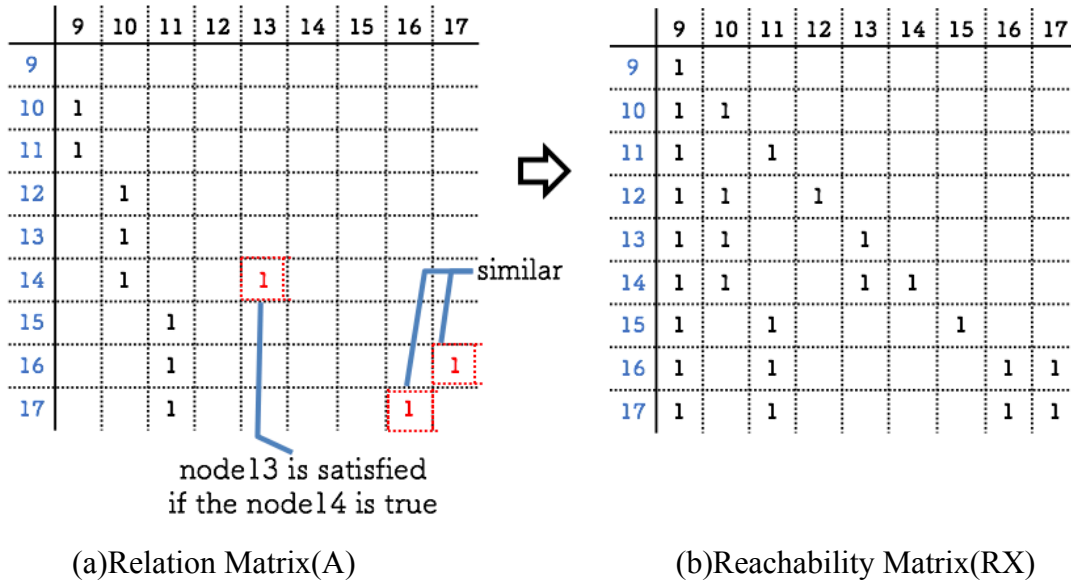 9 10 11 12 13 14 15 16 17
9
10 1
11 1
12 1
13 1
14 1 1
15 1
16 1 1
17 1 1
similar
node13 is satisfied
if the node14 is true
(a)Relation Matrix(A)
9 10 11 12 13 14 15 16 17
9 1
10 1 1
11 1 1
12 1 1 1
13 1 1 1
14 1 1 1 1
15 1 1 1
16 1 1 1 1
17 1 1 1 1
(b)Reachability Matrix(RX)